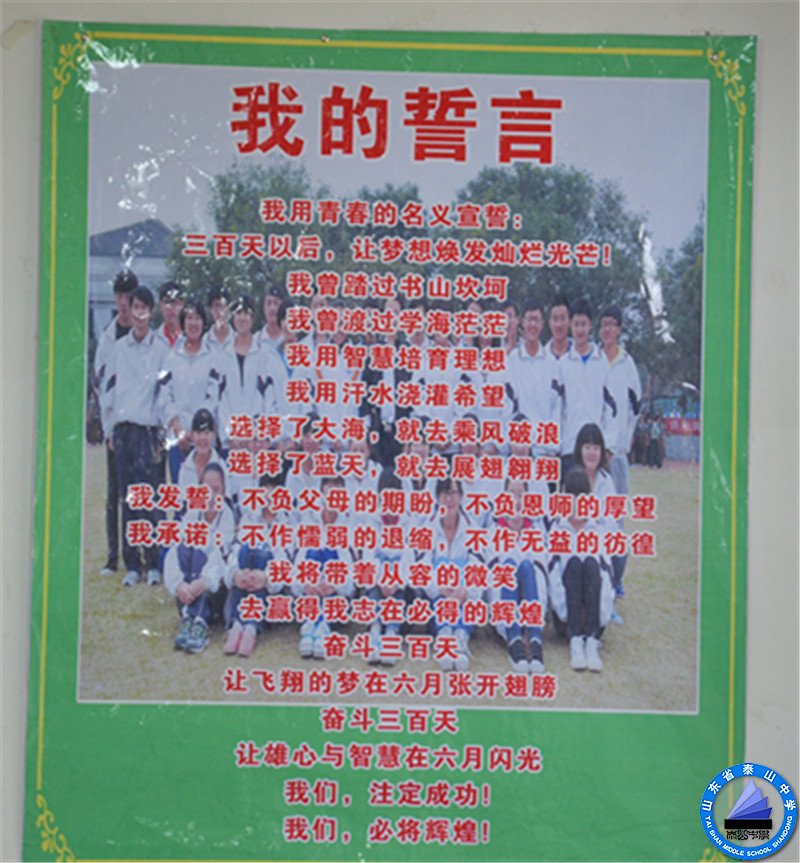 我的誓言
我用青春的名义宣誓：
三百天以后，让梦想焕发灿烂光芒！
我曾踏过书山坎坷
我曾渡过学海茫茫
我用智慧培育理想
我用汗水浇灌希望
选择了大海，就去乘风破浪
选择了蓝天，就去展翅翱翔
我发誓：不负父母的期盼，不负恩师的厚望
我承诺：不作懦弱的退缩，不作无益的彷徨
我将带着从容的微笑
去赢得我志在必得的辉煌
奋斗三百天
让飞翔的梦在六月张开翅膀
奋斗三百天
让雄心与智慧在六月闪光
我们，注定成功！
我们，必将辉煌！
山东省泰山中学
TAI SHAN MIDDLE SCHOOL SHANDONG